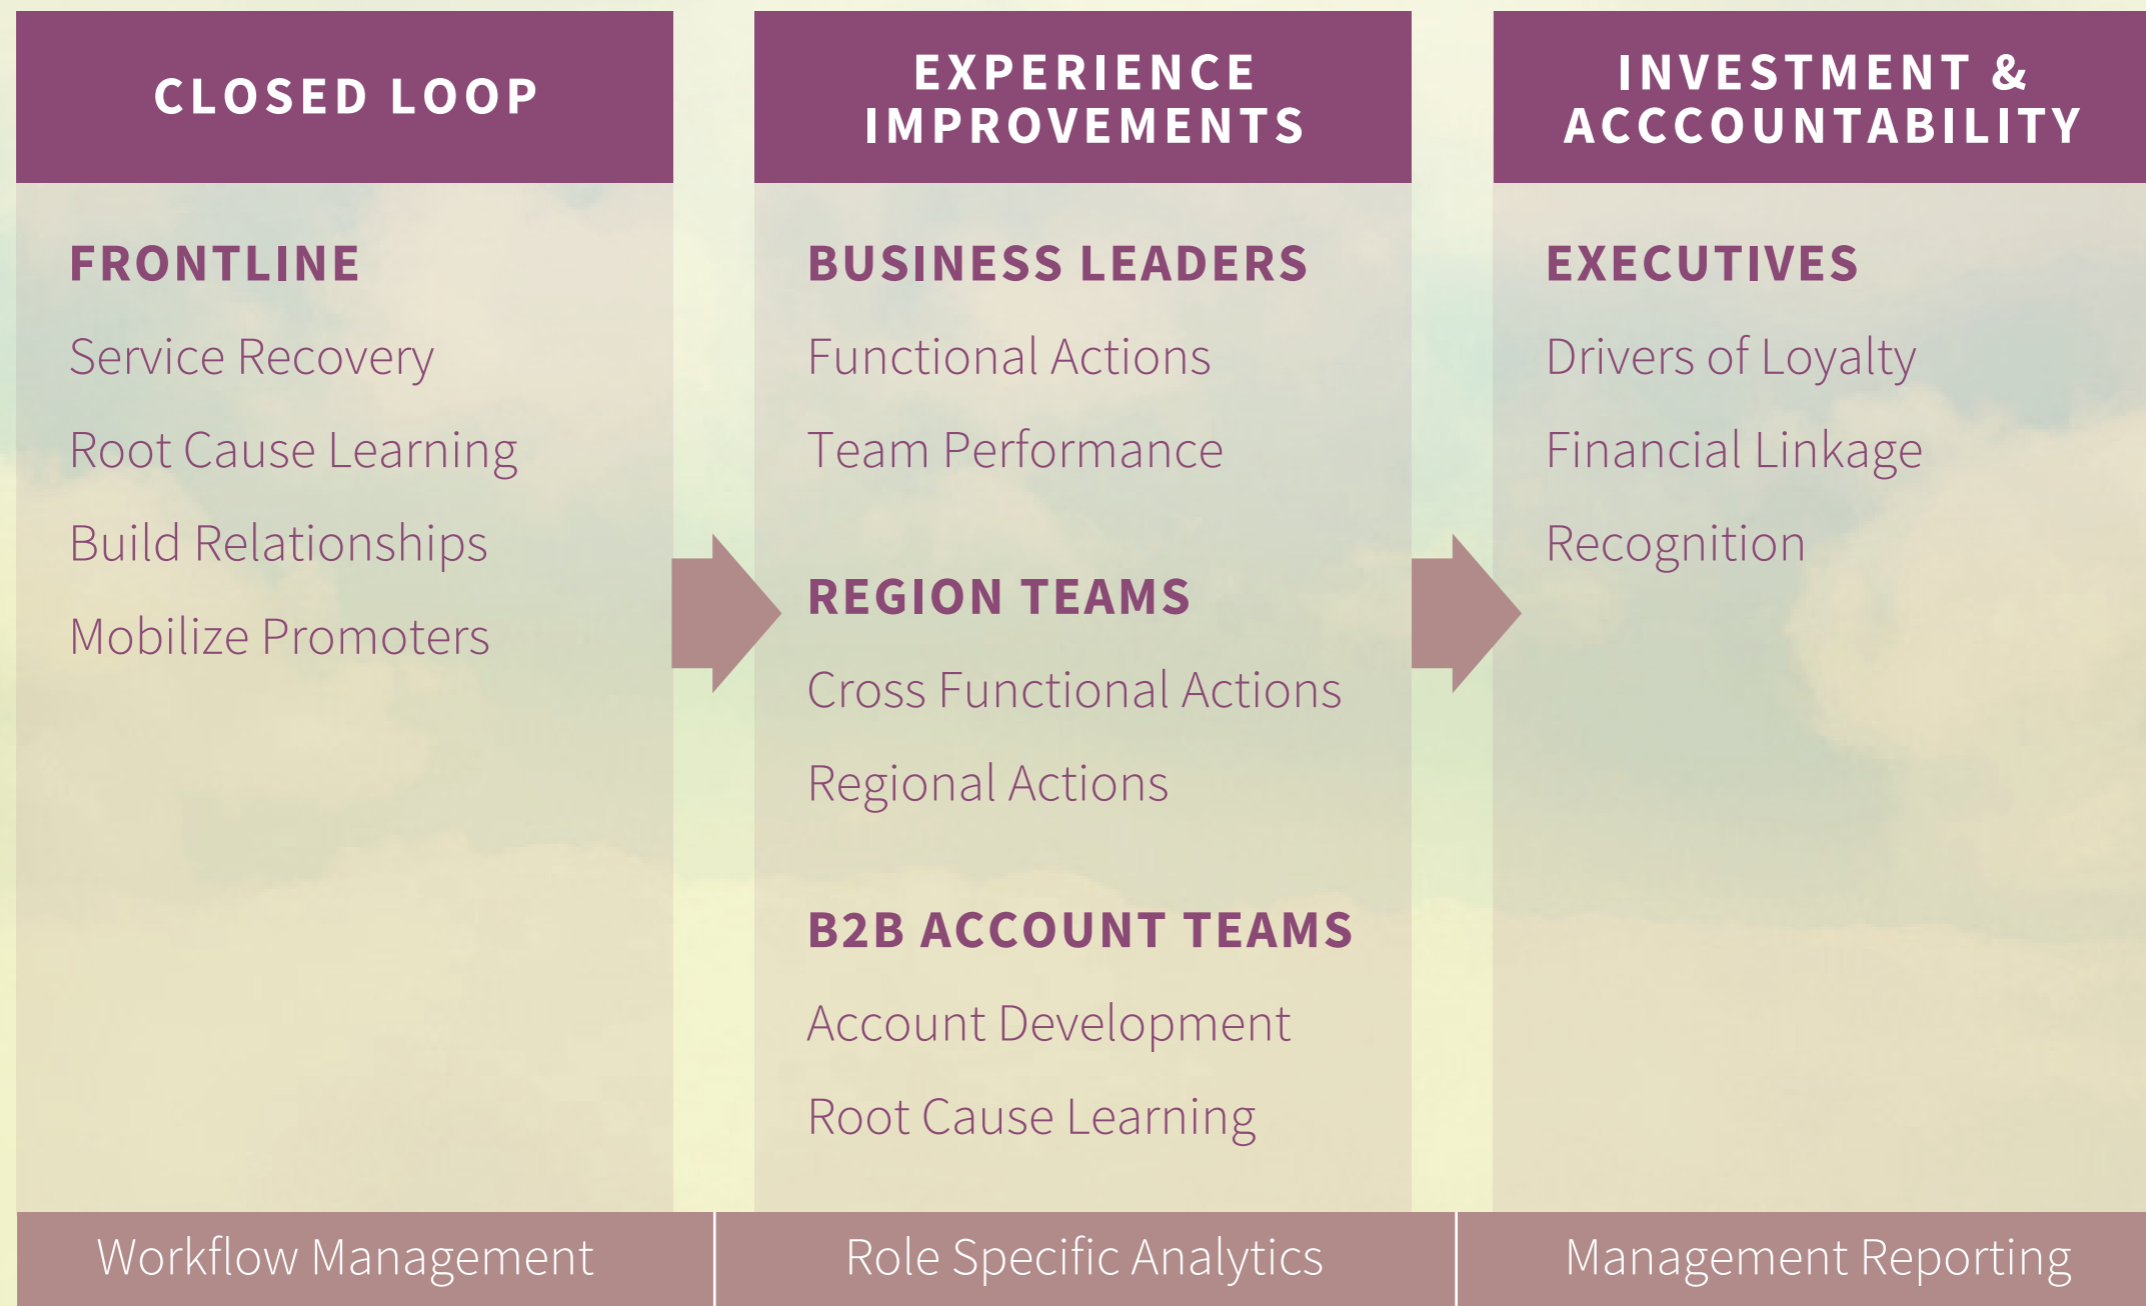 CLOSED LOOP
FRONTLINE
Service Recovery
Root Cause Learning
Build Relationships
Mobilize Promoters
Workflow Management
EXPERIENCE
IMPROVEMENTS
BUSINESS LEADERS
Functional Actions
Team Performance
REGION TEAMS
Cross Functional Actions
Regional Actions
B2B ACCOUNT TEAMS
Account Development
Root Cause Learning
Role Specific Analytics
INVESTMENT &
ACCCOUNTABILITY
EXECUTIVES
Drivers of Loyalty
Financial Linkage
Recognition
Management Reporting